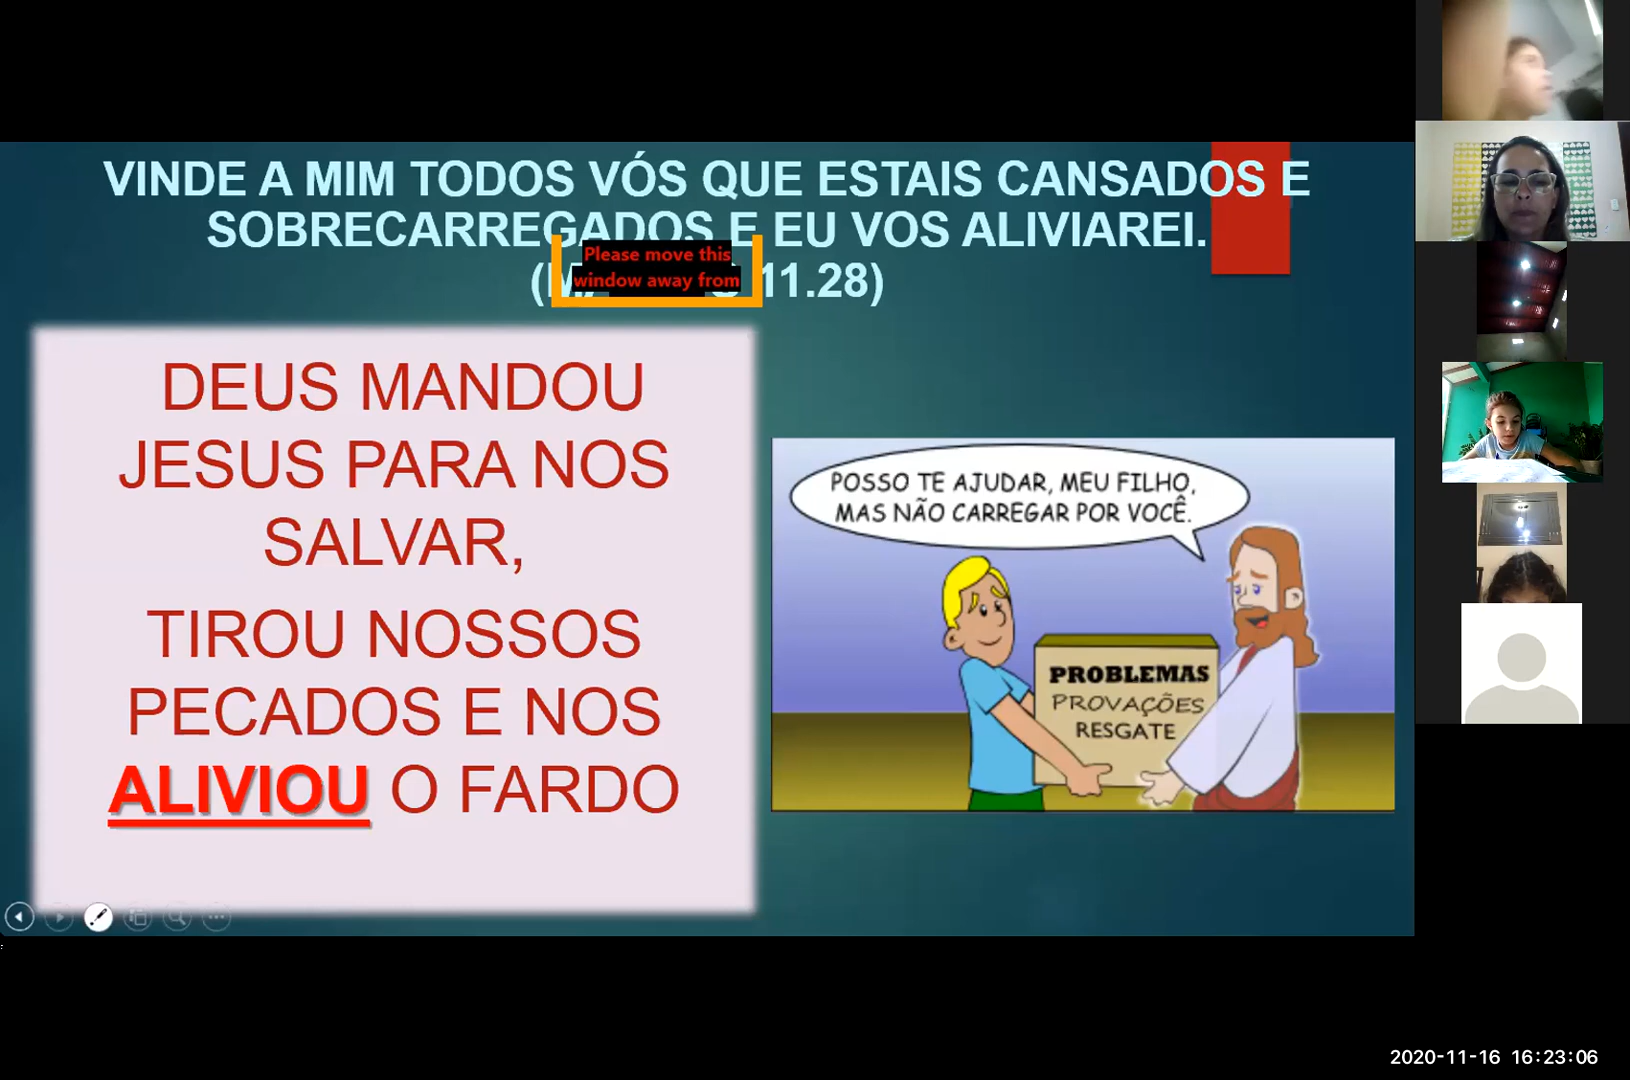 VINDE A MIM TODOS VÓS QUE ESTAIS CANSADOS E
SOBRECARREGADOS E EU VOS ALIVIAREI.
11.28)
Please move this
window away from
DEUS MANDOU
JESUS PARA NOS
SALVAR,
TIROU NOSSOS
PECADOS E NOS
ALIVIOU O FARDO
POSSO TE AJUDAR, MEU FILHO,
MAS NÃO CARREGAR POR VOCÊ.
PROBLEMAS
PROVAÇÕES
RESGATE
2020-11-16 16:23:06